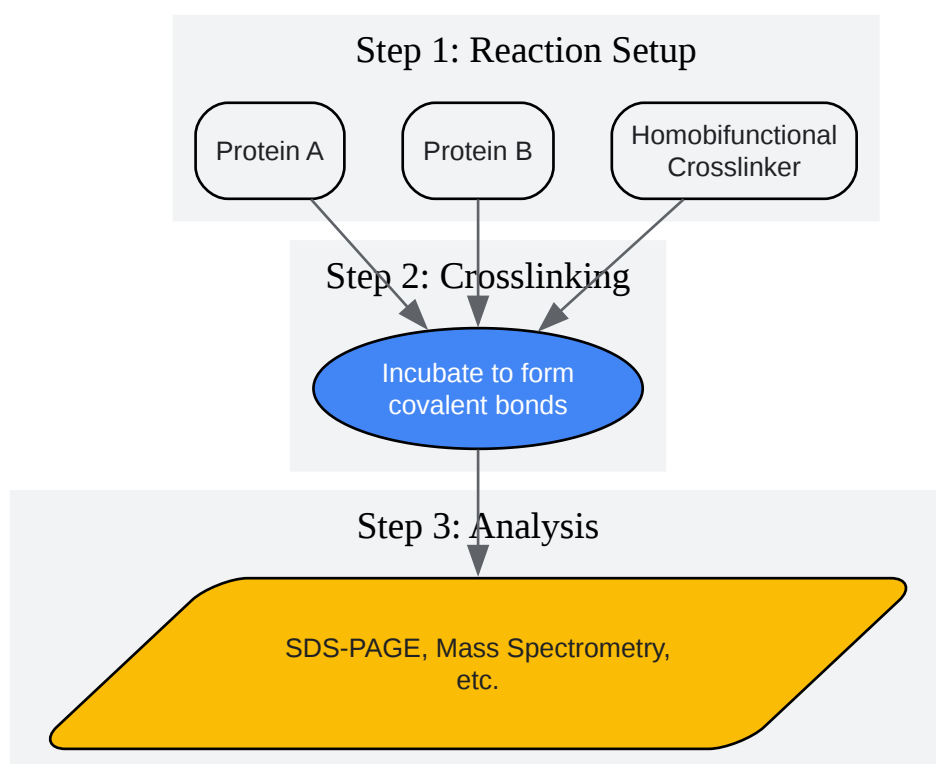 Step 1: Reaction Setup
Protein A
Protein B
Homobifunctional
Crosslinker
Step 2: Crosslinking
Incubate to form
covalent bonds
Step 3: Analysis
SDS-PAGE, Mass Spectrometry,
etc.